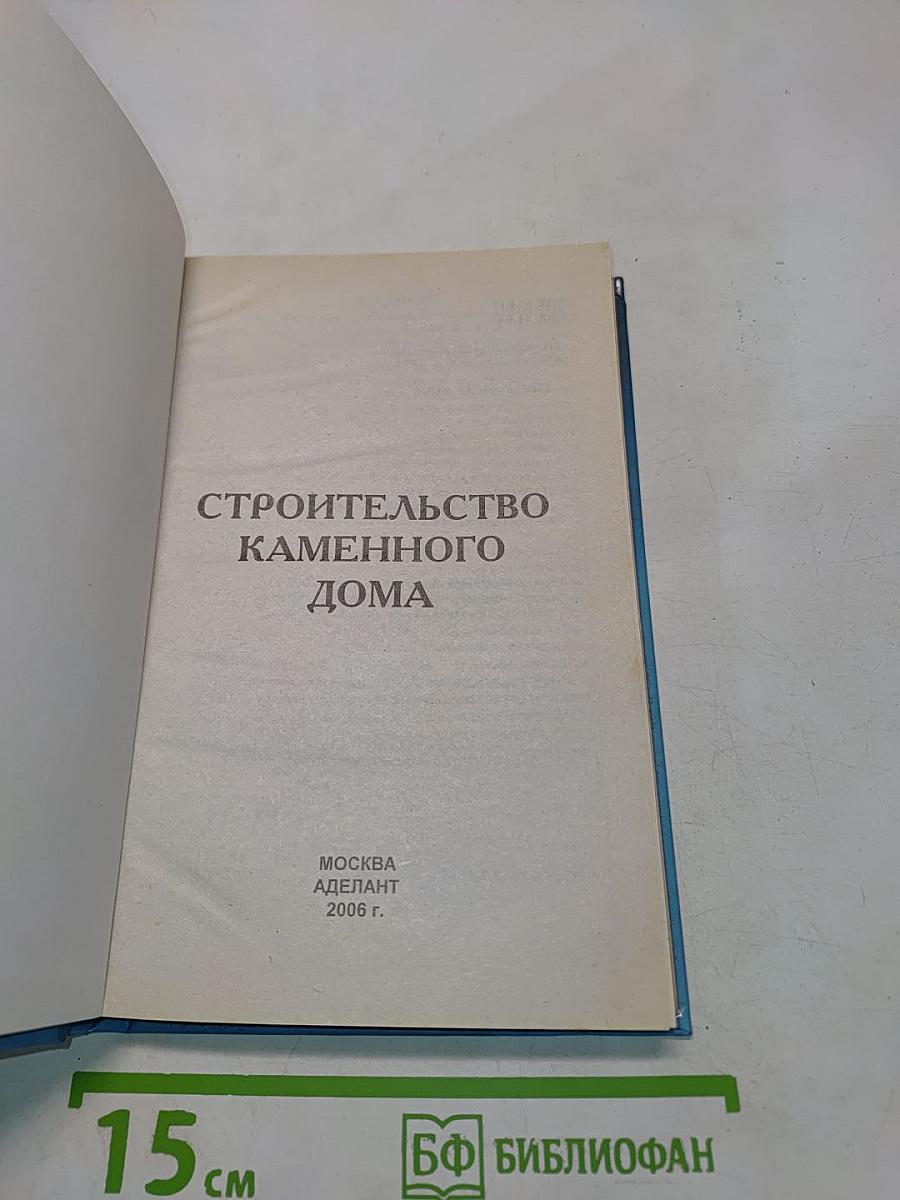 СТРОИТЕЛЬСТВО
КАМЕННОГО
ДОМА
МОСКВА
АДЕЛАНТ
2006 г.
15 см
БФ БИБЛИОФАН